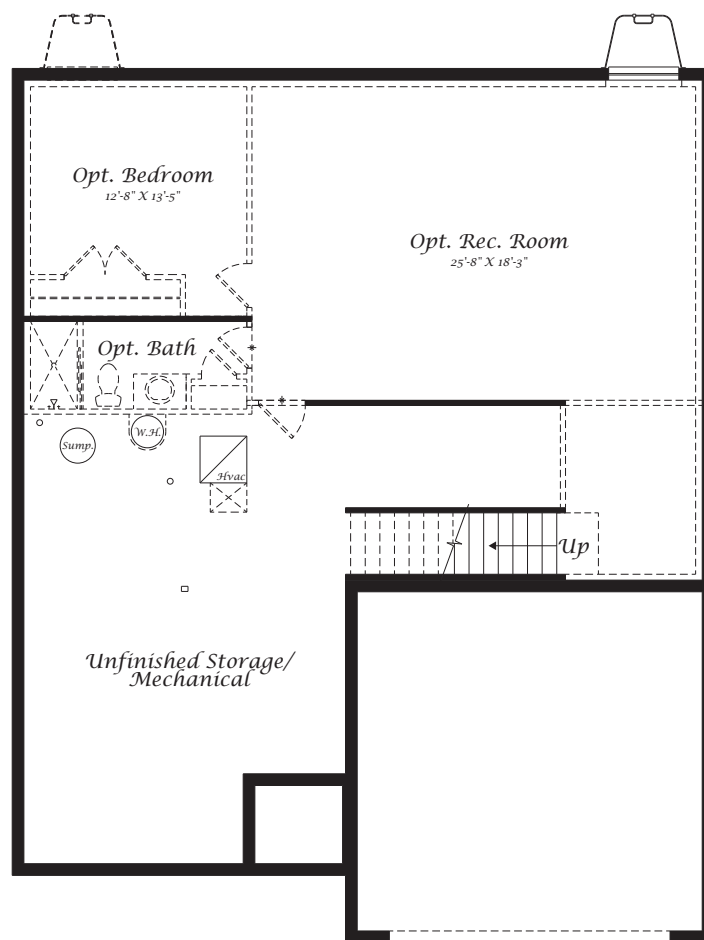 Opt. Bedroom
12'-8" X 13'-5"
Opt. Rec. Room
25'-8" X 18'-3"
Opt. Bath
Sump.
W.H.
Hvac
Up
Unfinished Storage/
Mechanical